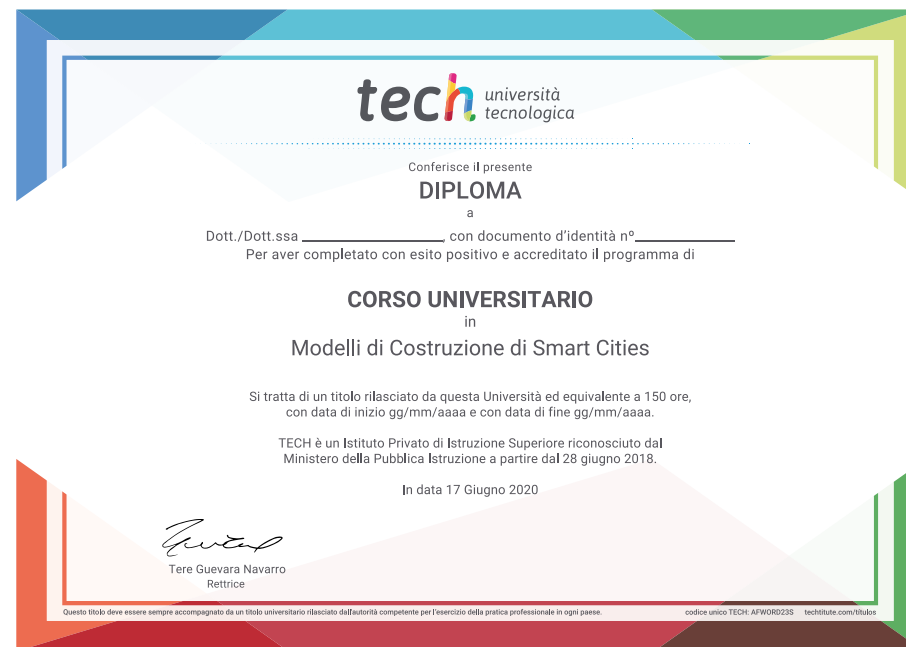 tech università
tecnologica
Conferisce il presente
DIPLOMA
a
Dott./Dott.ssa ________________, con documento d'identità nº___________
Per aver completato con esito positivo e accreditato il programma di
CORSO UNIVERSITARIO
in
Modelli di Costruzione di Smart Cities
Si tratta di un titolo rilasciato da questa Università ed equivalente a 150 ore,
con data di inizio gg/mm/aaaa e con data di fine gg/mm/aaaa.
TECH è un Istituto Privato di Istruzione Superiore riconosciuto dal
Ministero della Pubblica Istruzione a partire dal 28 giugno 2018.
In data 17 Giugno 2020
Tere Guevara Navarro
Rettrice
Questo titolo deve essere sempre accompagnato da un titolo universitario rilasciato dall'autorità competente per l'esercizio della pratica professionale in ogni paese. codice unico TECH: AFWORD23S techtitute.com/títulos